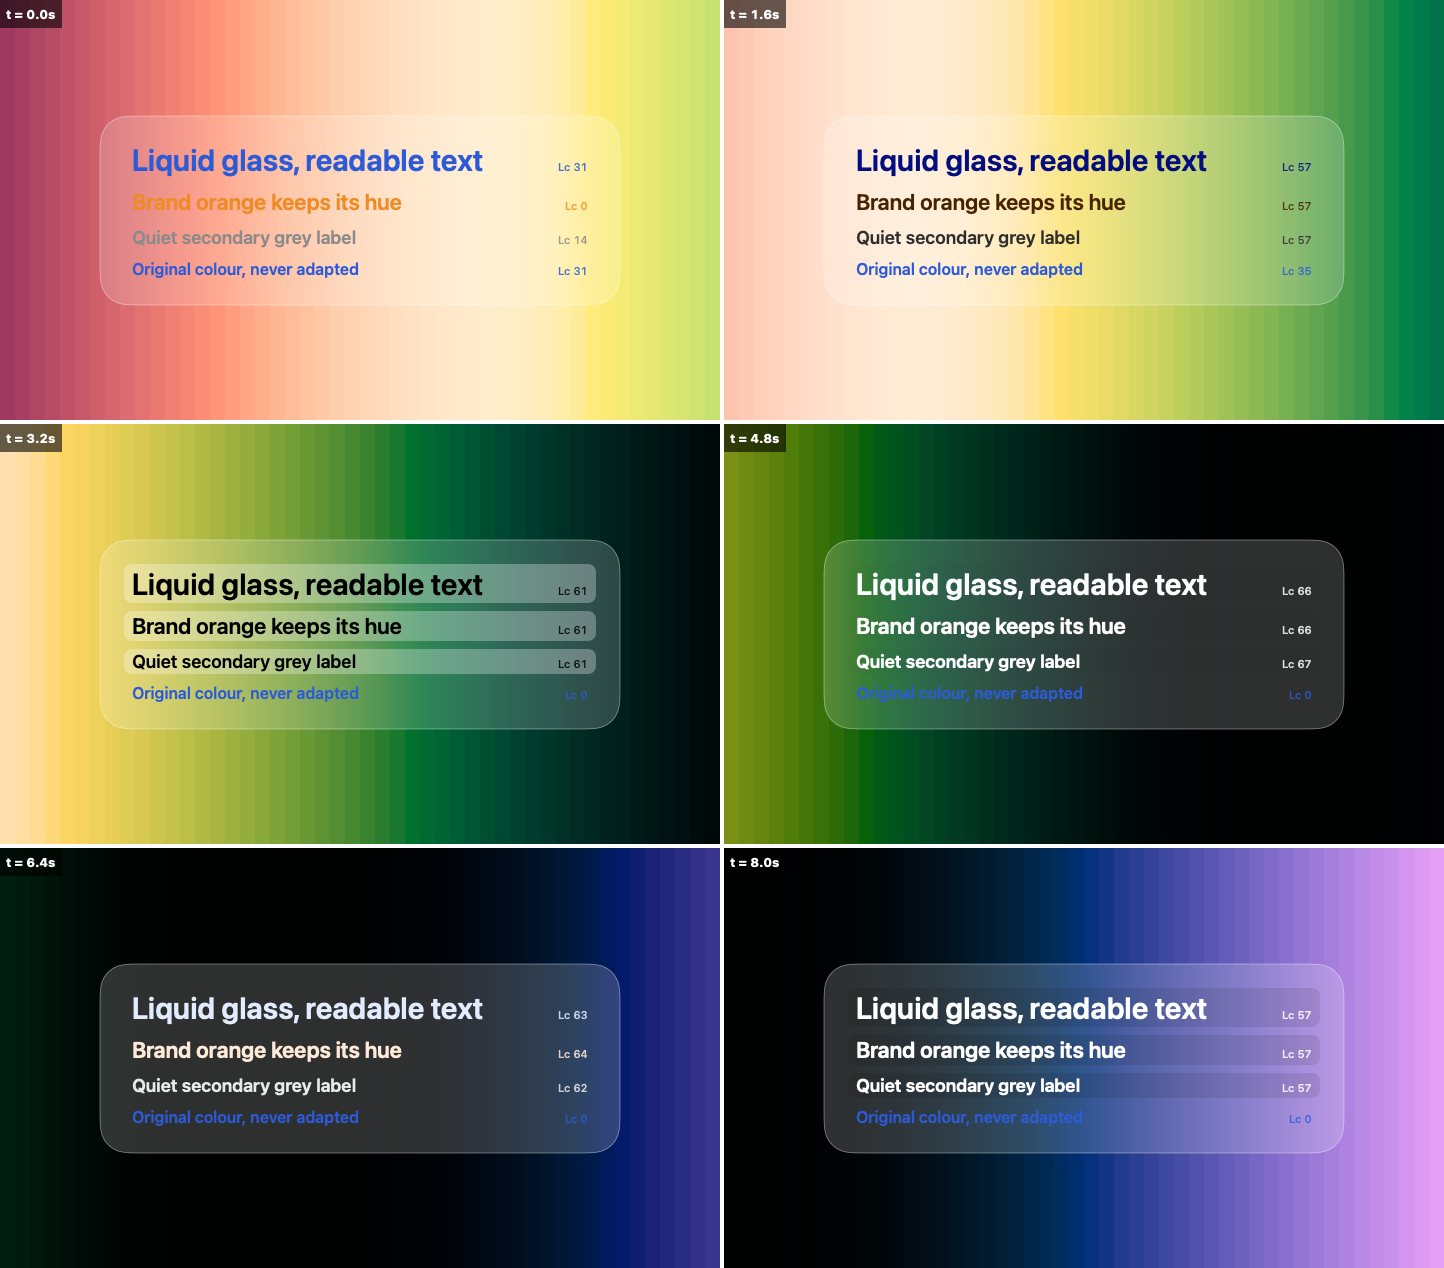 t = 0.0s
Liquid glass, readable text Lc 31
Brand orange keeps its hue Lc 0
Quiet secondary grey label Lc 14
Original colour, never adapted Lc 31
t = 1.6s
Liquid glass, readable text Lc 57
Brand orange keeps its hue Lc 57
Quiet secondary grey label Lc 57
Original colour, never adapted Lc 35
t = 3.2s
Liquid glass, readable text Lc 61
Brand orange keeps its hue Lc 61
Quiet secondary grey label Lc 61
Original colour, never adapted Lc 0
t = 4.8s
Liquid glass, readable text Lc 66
Brand orange keeps its hue Lc 66
Quiet secondary grey label Lc 67
Original colour, never adapted Lc 0
t = 6.4s
Liquid glass, readable text Lc 63
Brand orange keeps its hue Lc 64
Quiet secondary grey label Lc 62
Original colour, never adapted Lc 0
t = 8.0s
Liquid glass, readable text Lc 57
Brand orange keeps its hue Lc 57
Quiet secondary grey label Lc 57
Original colour, never adapted Lc 0